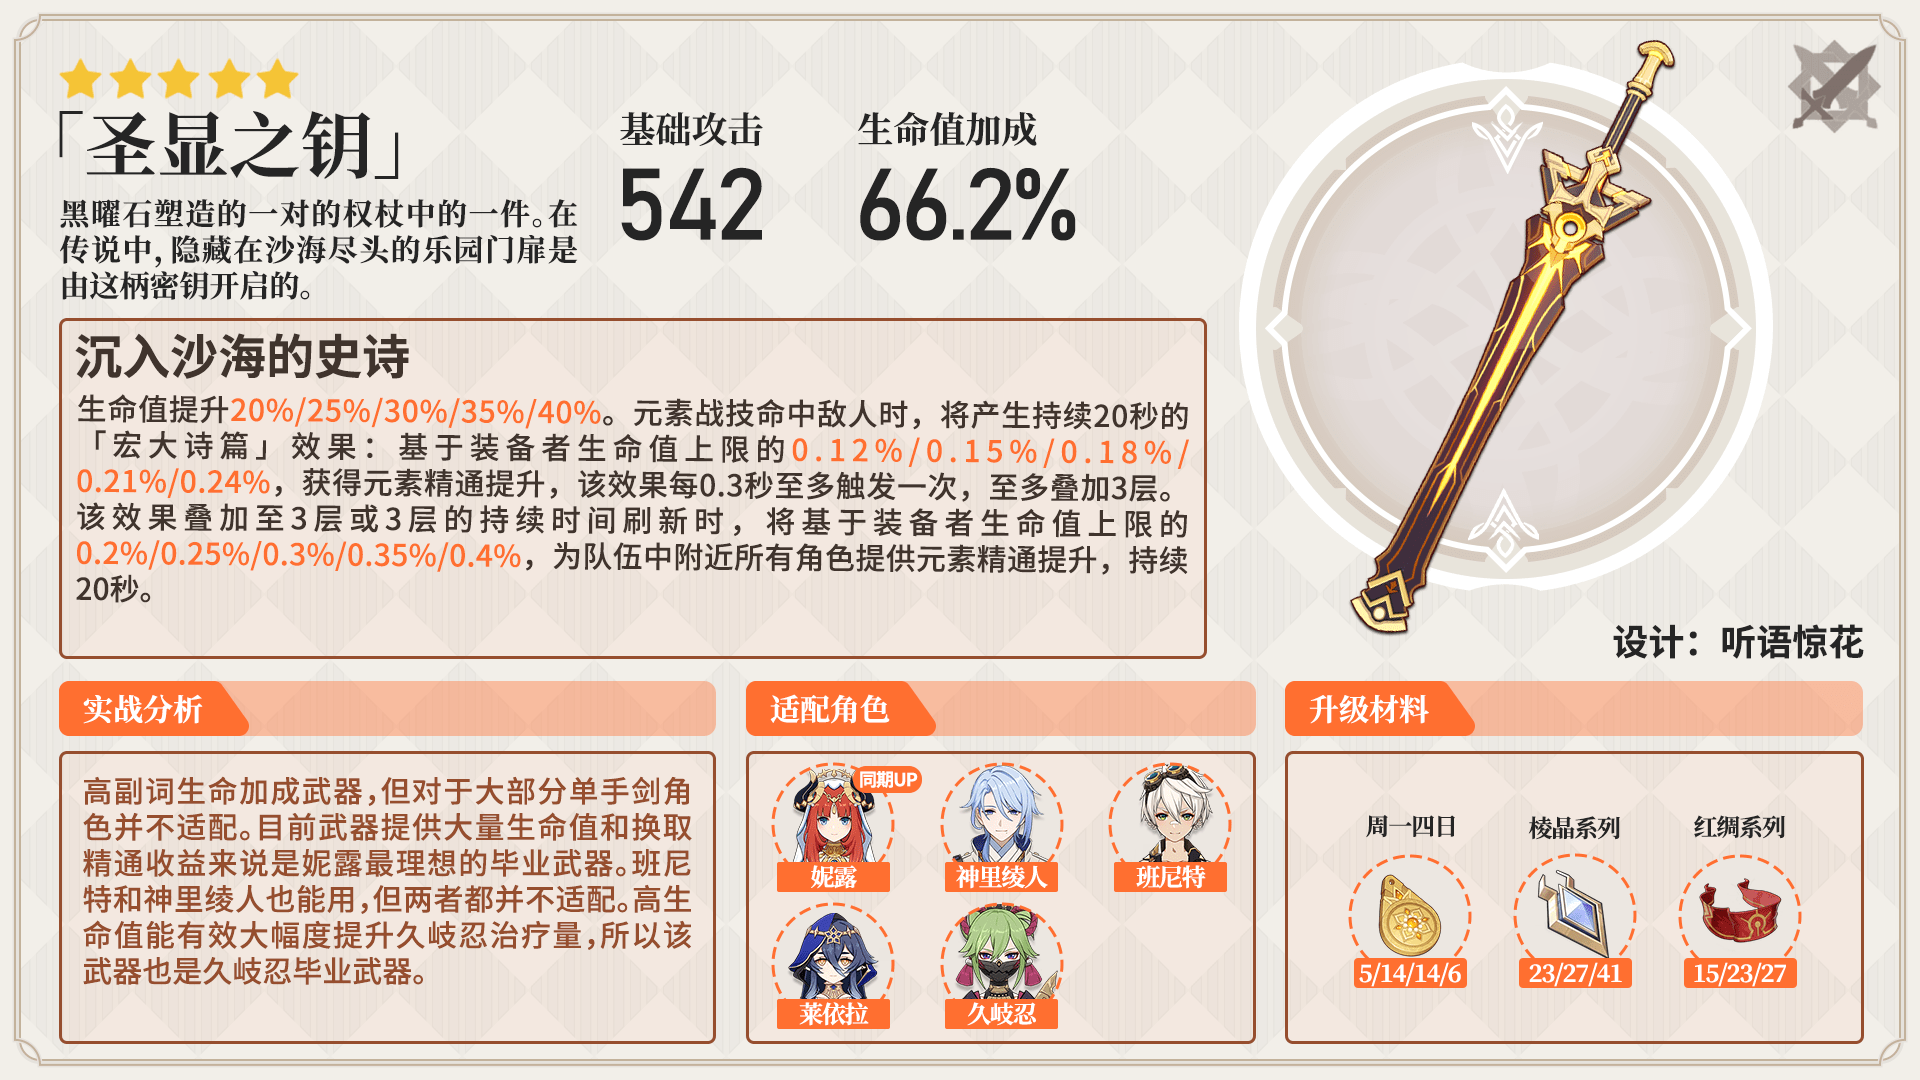 「圣显之钥」
黑曜石塑造的一对的权杖中的一件。在
传说中，隐藏在沙海尽头的乐园门扉是
由这柄密钥开启的。
基础攻击
542
生命值加成
66.2%
沉入沙海的史诗
生命值提升20%/25%/30%/35%/40%。元素战技命中敌人时，将产生持续20秒的
「宏大诗篇」效果：基于装备者生命值上限的0.12%/0.15%/0.18%/
0.21%/0.24%，获得元素精通提升，该效果每0.3秒至多触发一次，至多叠加3层。
该效果叠加至3层或3层的持续时间刷新时，将基于装备者生命值上限的
0.2%/0.25%/0.3%/0.35%/0.4%，为队伍中附近所有角色提供元素精通提升，持续
20秒。
设计：听语惊花
实战分析
高副词生命加成武器，但对于大部分单手剑角
色并不适配。目前武器提供大量生命值和换取
精通收益来说是妮露最理想的毕业武器。班尼
特和神里绫人也能用，但两者都并不适配。高生
命值能有效大幅度提升久岐忍治疗量，所以该
武器也是久岐忍毕业武器。
适配角色
同期UP
妮露
神里绫人
班尼特
莱依拉
久岐忍
升级材料
周一四日
棱晶系列
红绸系列
5/14/14/6
23/27/41
15/23/27